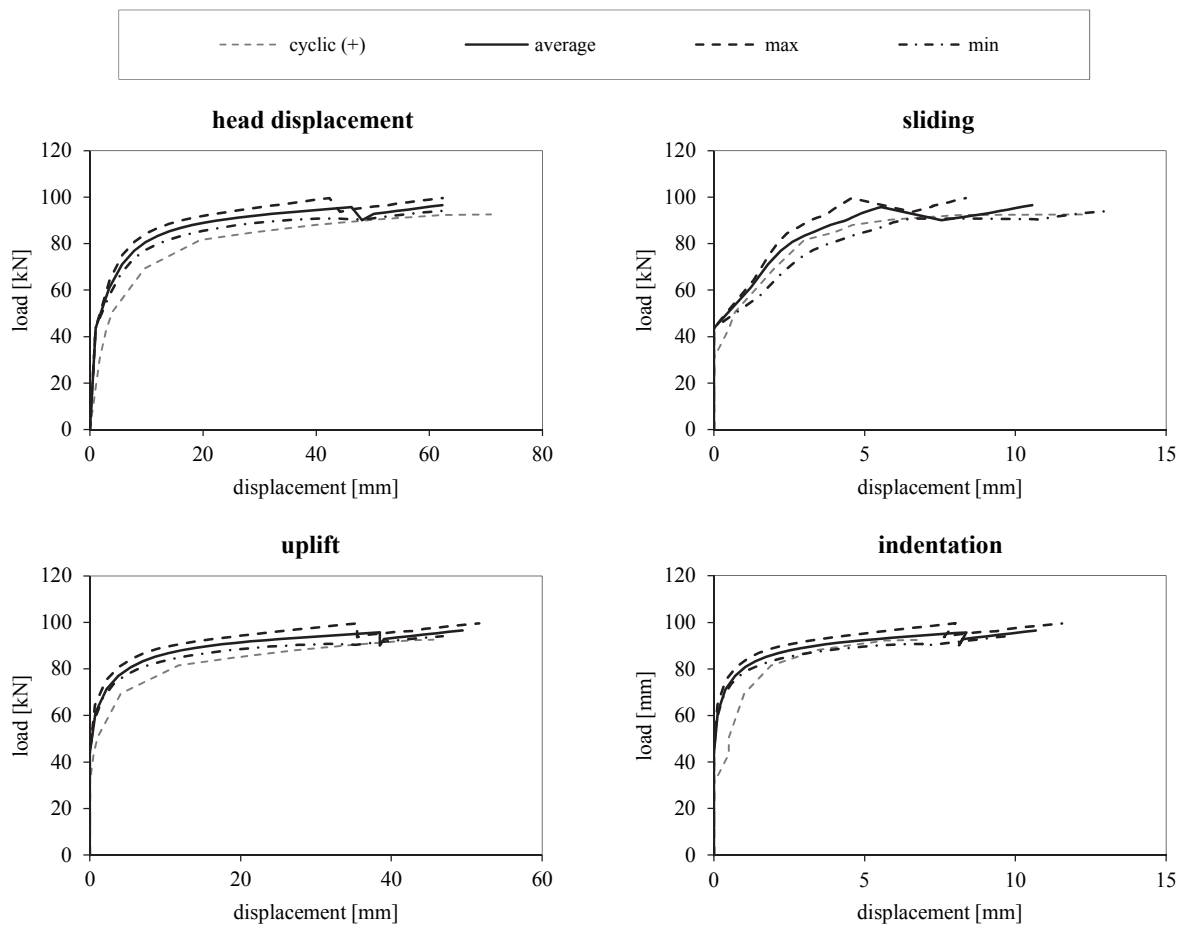 cyclic (+) average max min
head displacement
120
100
80
60
40
20
0
load [kN]
0 20 40 60 80
displacement [mm]
sliding
120
100
80
60
40
20
0
load [kN]
0 5 10 15
displacement [mm]
uplift
120
100
80
60
40
20
0
load [kN]
0 20 40 60
displacement [mm]
indentation
120
100
80
60
40
20
0
load [mm]
0 5 10 15
displacement [mm]